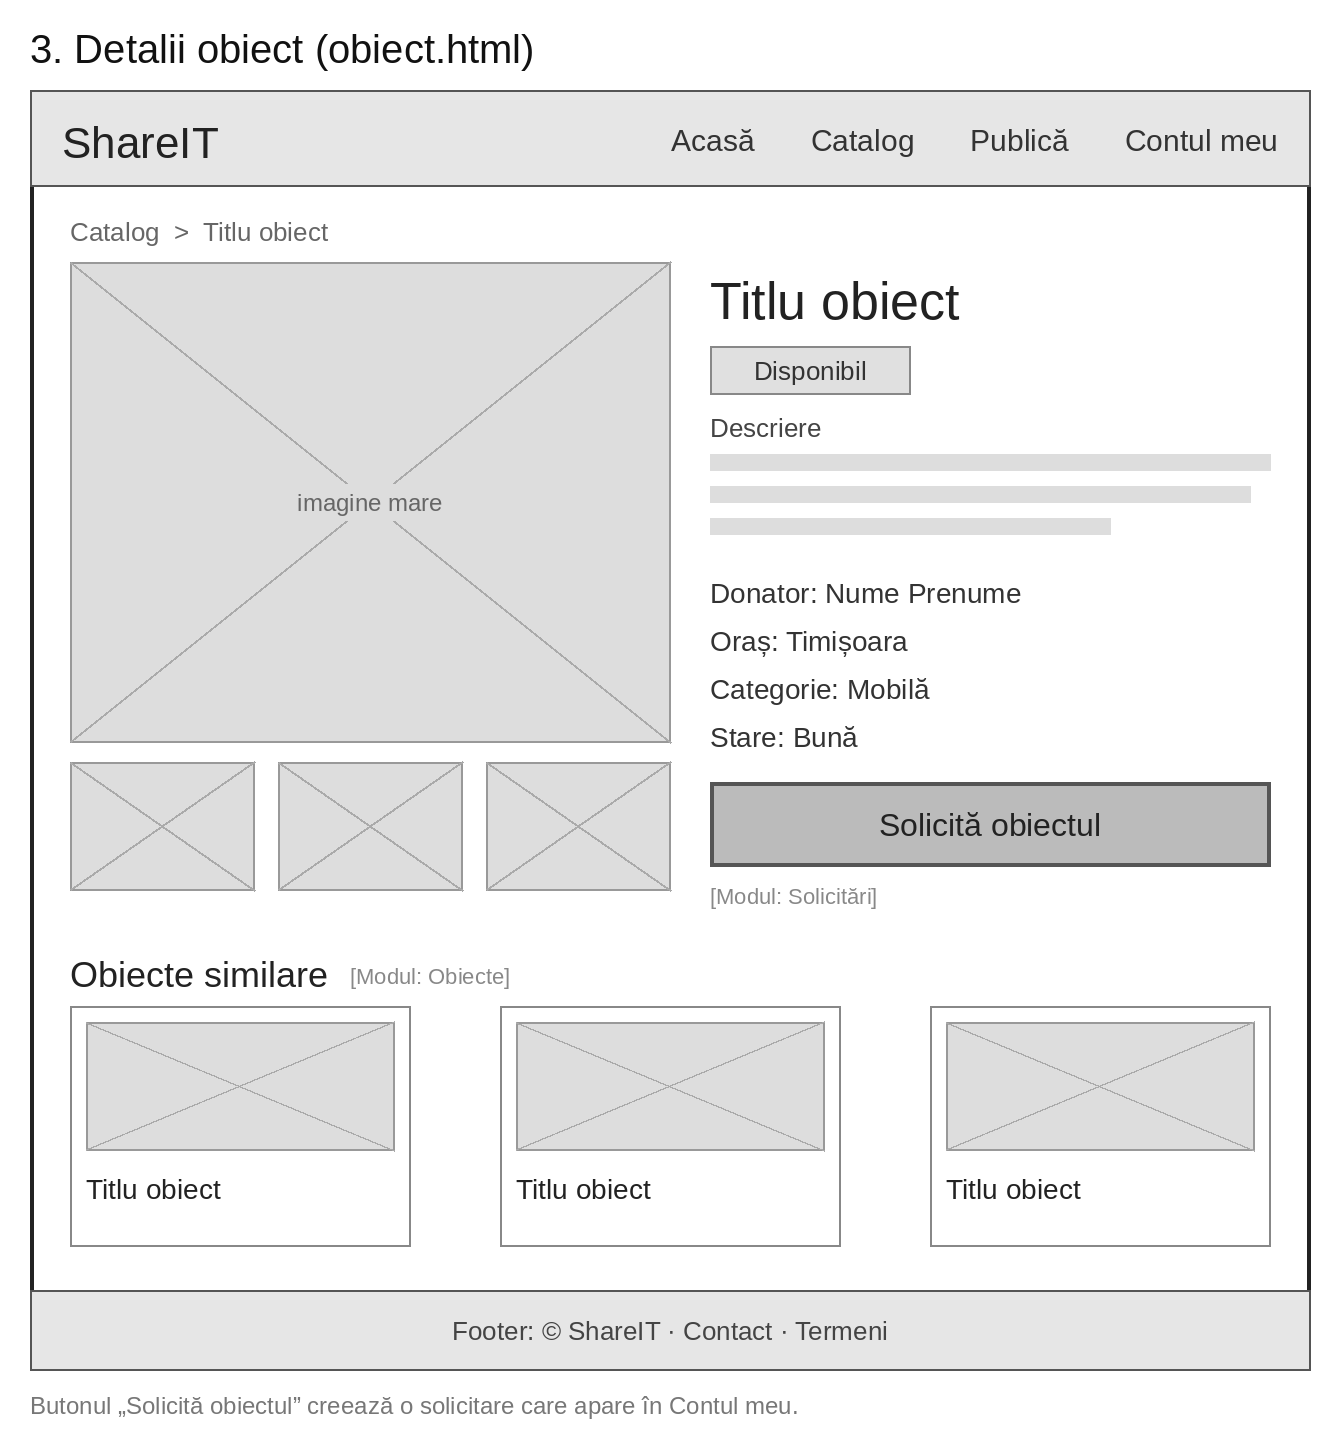 3. Detalii obiect (obiect.html)
ShareIT
Acasă
Catalog
Publică
Contul meu
Catalog > Titlu obiect
imagine mare
Titlu obiect
Disponibil
Descriere
Donator: Nume Prenume
Oraș: Timișoara
Categorie: Mobilă
Stare: Bună
Solicită obiectul
[Modul: Solicitări]
Obiecte similare
[Modul: Obiecte]
Titlu obiect
Titlu obiect
Titlu obiect
Footer: © ShareIT · Contact · Termeni
Butonul „Solicită obiectul” creează o solicitare care apare în Contul meu.